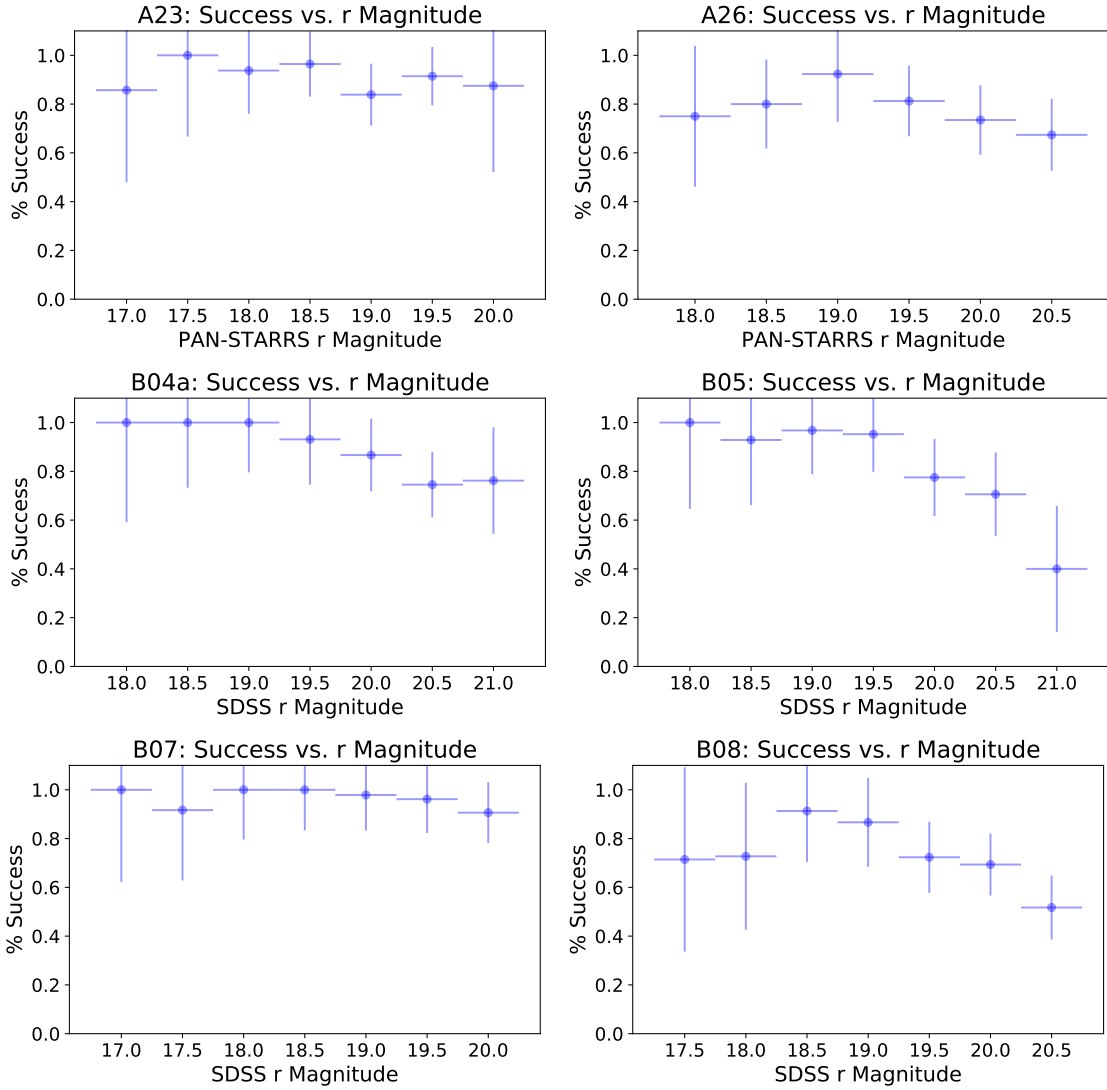 A23: Success vs. r Magnitude
% Success
1.0
0.8
0.6
0.4
0.2
0.0
17.0 17.5 18.0 18.5 19.0 19.5 20.0
PAN-STARRS r Magnitude
A26: Success vs. r Magnitude
% Success
1.0
0.8
0.6
0.4
0.2
0.0
18.0 18.5 19.0 19.5 20.0 20.5
PAN-STARRS r Magnitude
B04a: Success vs. r Magnitude
% Success
1.0
0.8
0.6
0.4
0.2
0.0
18.0 18.5 19.0 19.5 20.0 20.5 21.0
SDSS r Magnitude
B05: Success vs. r Magnitude
% Success
1.0
0.8
0.6
0.4
0.2
0.0
18.0 18.5 19.0 19.5 20.0 20.5 21.0
SDSS r Magnitude
B07: Success vs. r Magnitude
% Success
1.0
0.8
0.6
0.4
0.2
0.0
17.0 17.5 18.0 18.5 19.0 19.5 20.0
SDSS r Magnitude
B08: Success vs. r Magnitude
% Success
1.0
0.8
0.6
0.4
0.2
0.0
17.5 18.0 18.5 19.0 19.5 20.0 20.5
SDSS r Magnitude